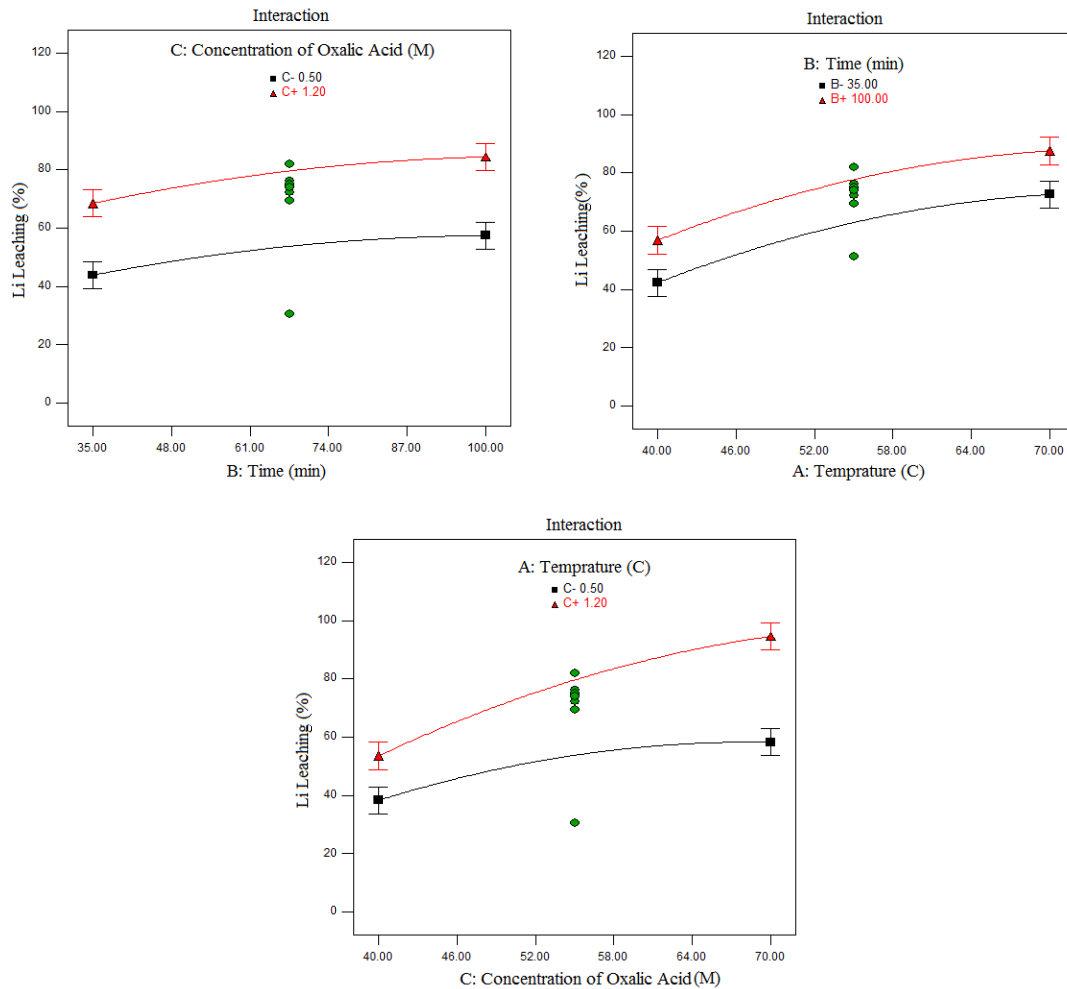 Interaction
C: Concentration of Oxalic Acid (M)
C- 0.50
C+ 1.20
120
100
80
60
40
20
0
Li Leaching (%)
35.00 48.00 61.00 74.00 87.00 100.00
B: Time (min)
Interaction
B: Time (min)
B- 35.00
B+ 100.00
120
100
80
60
40
20
0
Li Leaching(%)
40.00 46.00 52.00 58.00 64.00 70.00
A: Temprature (C)
Interaction
A: Temprature (C)
C- 0.50
C+ 1.20
120
100
80
60
40
20
0
Li Leaching (%)
40.00 46.00 52.00 58.00 64.00 70.00
C: Concentration of Oxalic Acid (M)